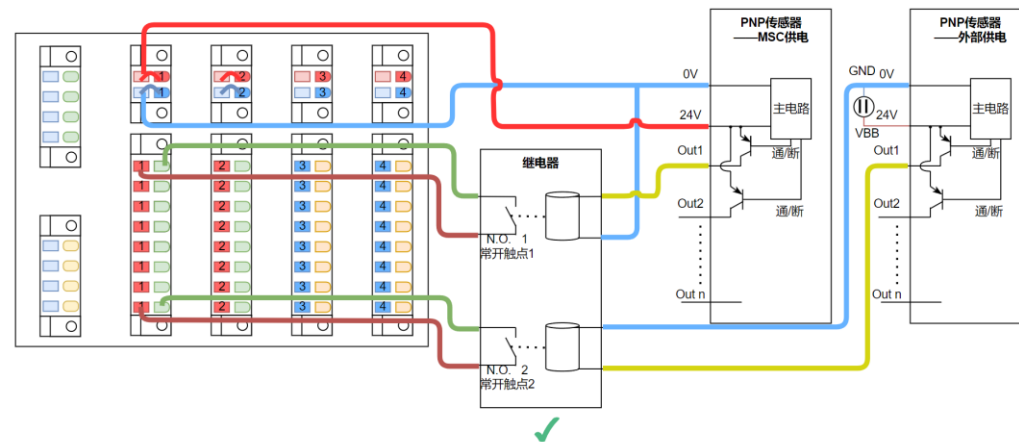 PNP传感器
——MSC供电
PNP传感器
——外部供电
1 2 3 4
1 2 3 4
0V
24V
Out1
Out2
Out n
主电路
通/断
通/断
GND
0V
24V
VBB
Out1
Out2
Out n
主电路
通/断
通/断
继电器
N.O. 1
常开触点1
N.O. 2
常开触点2
1 2 3 4
1 2 3 4
1 2 3 4
1 2 3 4
1 2 3 4
1 2 3 4
1 2 3 4
1 2 3 4